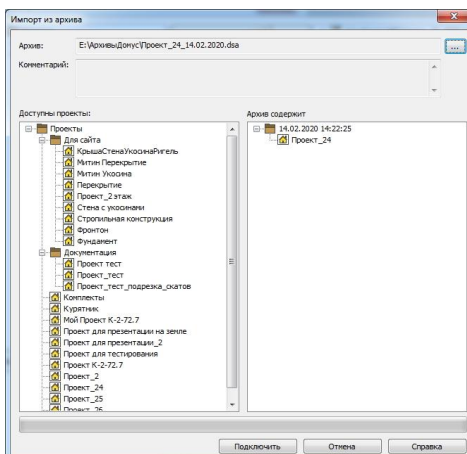 Импорт из архива
Архив: E:\АрхивыДонус\Проект_24_14.02.2020.dsa ...
Комментарий:
Доступны проекты:
Проекты
Для сайта
КрышаСтенаУкосинаРигель
Митин Перекрытие
Митин Укосина
Перекрытие
Проект_2 этаж
Стена с укосинами
Стропильная конструкция
Фронтон
Фундамент
Документация
Проект тест
Проект_тест
Проект_тест_подрезка_скатов
Комплекты
Курятник
Мой Проект К-2-72.7
Проект для презентации на земле
Проект для презентации_2
Проект для тестирования
Проект К-2-72.7
Проект_2
Проект_24
Проект_25
Проект_26
Архив содержит
14.02.2020 14:22:25
Проект_24
Подключить Отмена Справка